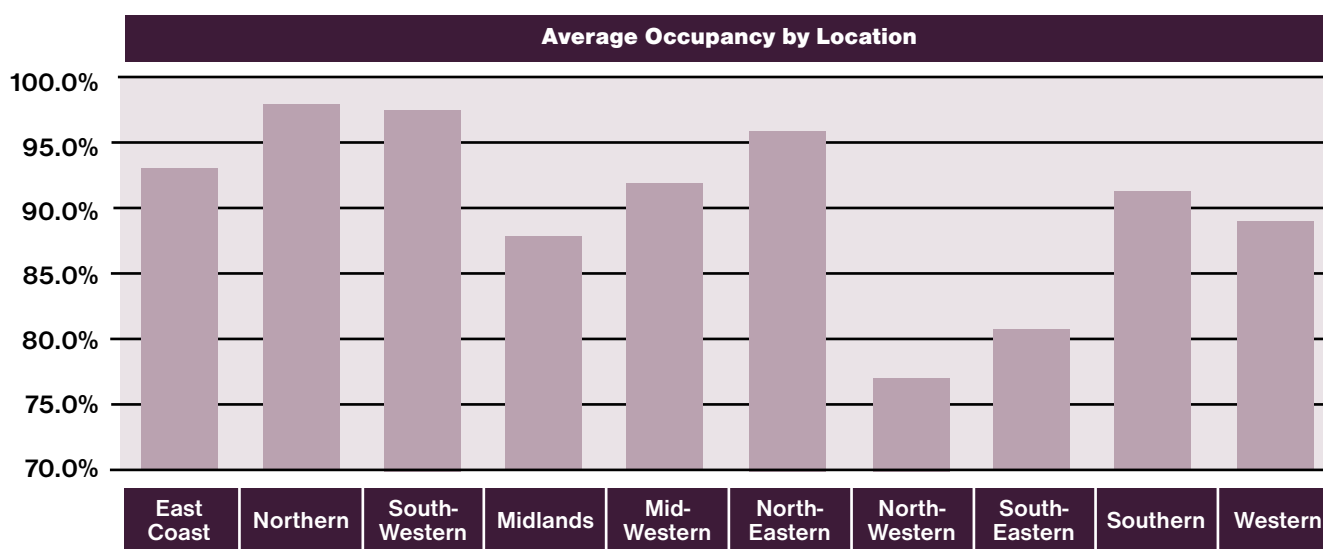 Average Occupancy by Location
100.0%
95.0%
90.0%
85.0%
80.0%
75.0%
70.0%
East
Coast
Northern
South-
Western
Midlands
Mid-
Western
North-
Eastern
North-
Western
South-
Eastern
Southern
Western